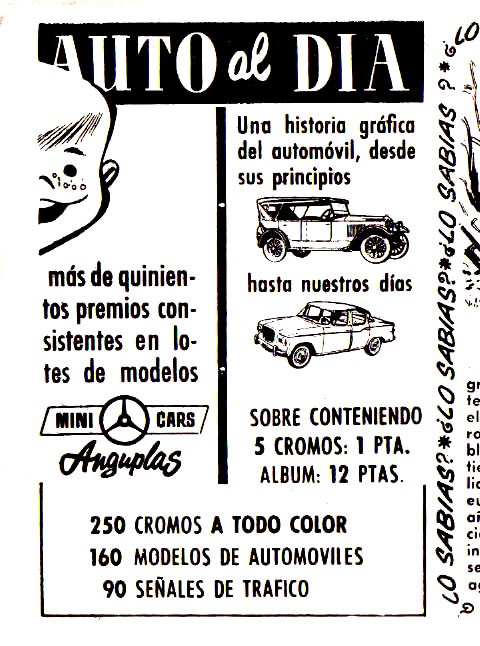 AUTO al DIA
Una historia gráfica
del automóvil, desde
sus principios
hasta nuestros días
más de quinien-
tos premios con-
sistentes en lo-
tes de modelos
MINI CARS
Anguplas
SOBRE CONTENIENDO
5 CROMOS: 1 PTA.
ALBUM: 12 PTAS.
250 CROMOS A TODO COLOR
160 MODELOS DE AUTOMOVILES
90 SEÑALES DE TRAFICO
LO SABIAS?*¿LO SABIAS?*¿LO SABIAS?*¿LO